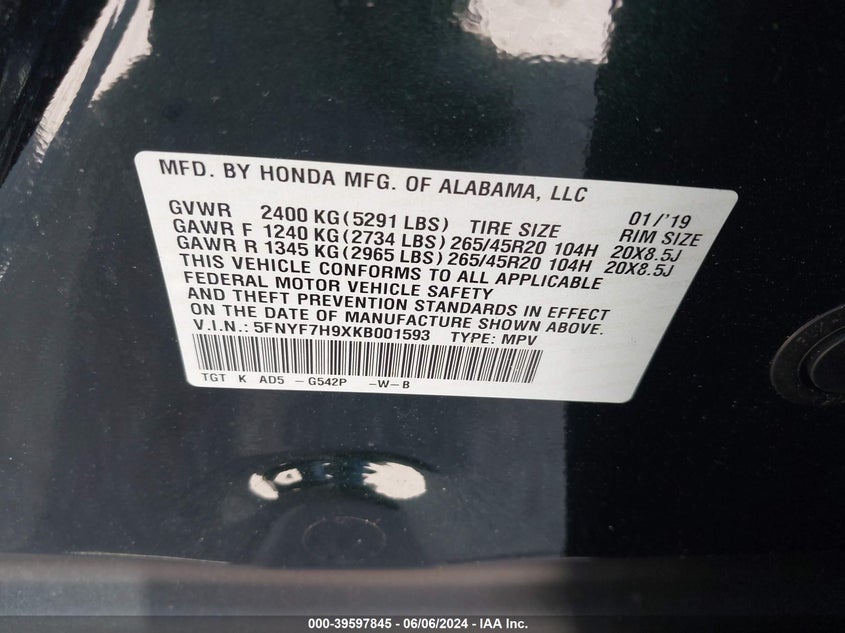 MFD. BY HONDA MFG. OF ALABAMA, LLC 01/'19
GVWR 2400 KG(5291 LBS) TIRE SIZE RIM SIZE
GAWR F 1240 KG(2734 LBS)265/45R20 104H 20X8.5J
GAWR R 1345 KG(2965 LBS)265/45R20 104H 20X8.5J
THIS VEHICLE CONFORMS TO ALL APPLICABLE
FEDERAL MOTOR VEHICLE SAFETY
AND THEFT PREVENTION STANDARDS IN EFFECT
ON THE DATE OF MANUFACTURE SHOWN ABOVE.
V.I.N.: 5FNYF7H9XKB001593 TYPE: MPV
TGT K AD5 - G542P -W-B
000-39597845 - 06/06/2024 - IAA Inc.